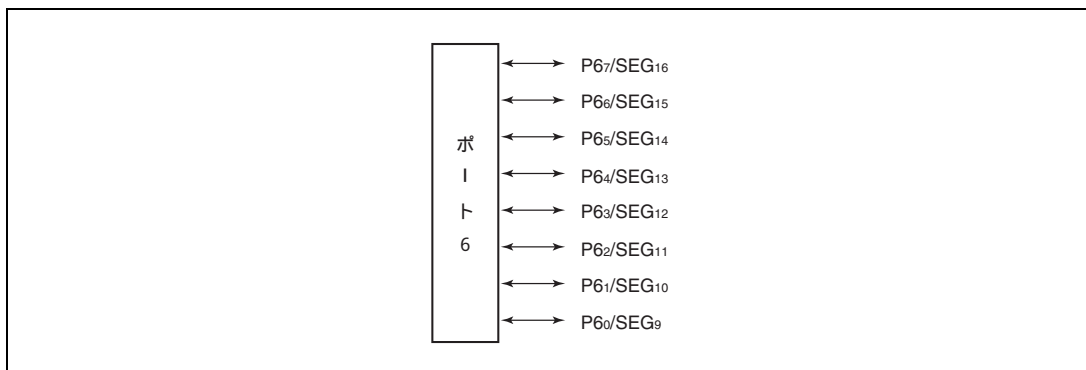 ポート6
P6₇/SEG₁₆
P6₆/SEG₁₅
P6₅/SEG₁₄
P6₄/SEG₁₃
P6₃/SEG₁₂
P6₂/SEG₁₁
P6₁/SEG₁₀
P6₀/SEG₉